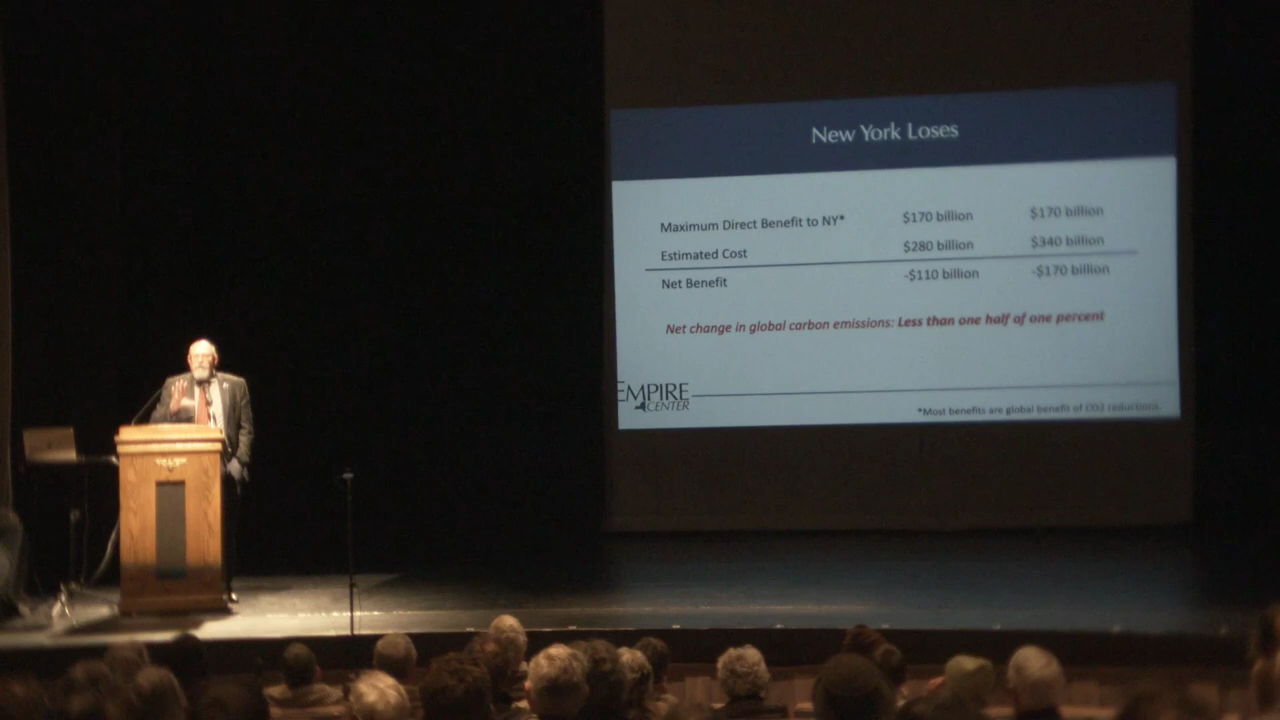 New York Loses
Maximum Direct Benefit to NY* $170 billion $170 billion
Estimated Cost $280 billion $340 billion
Net Benefit -$110 billion -$170 billion
Net change in global carbon emissions: Less than one half of one percent
EMPIRE
CENTER
*Most benefits are global benefit of CO2 reductions